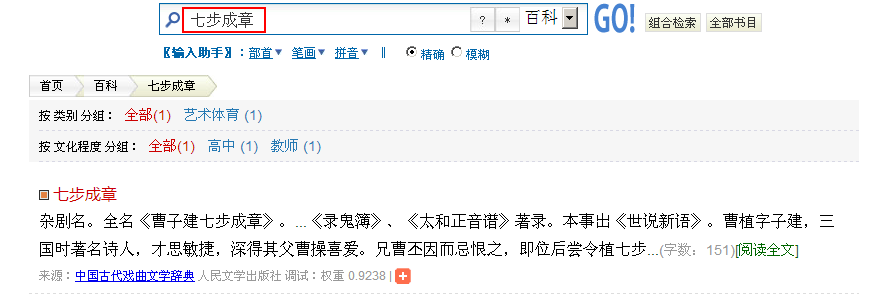 七步成章 ? * 百科 GO! 组合检索 全部书目
〖输入助手〗：部首 笔画 拼音 ‖ 精确 模糊
首页 百科 七步成章
按类别分组： 全部(1) 艺术体育 (1)
按文化程度分组： 全部(1) 高中 (1) 教师 (1)
七步成章
杂剧名。全名《曹子建七步成章》。...《录鬼簿》、《太和正音谱》著录。本事出《世说新语》。曹植字子建，三
国时著名诗人，才思敏捷，深得其父曹操喜爱。兄曹丕因而忌恨之，即位后尝令植七步...(字数：151)[阅读全文]
来源：中国古代戏曲文学辞典 人民文学出版社 调试：权重 0.9238 |